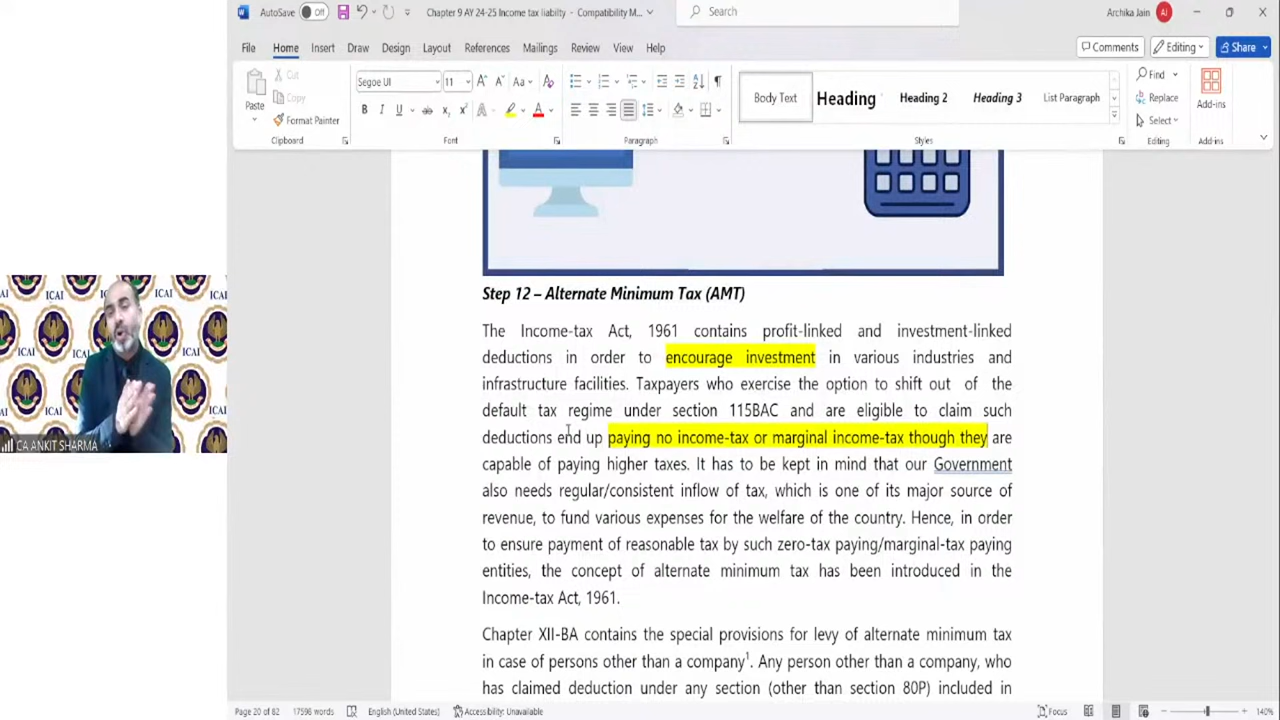 AutoSave Off Chapter 9 AY 24-25 Income tax liabilty - Compatibility M... Search Archika Jain AJ
File Home Insert Draw Design Layout References Mailings Review View Help Comments Editing Share
Cut
Copy
Paste
Format Painter
Clipboard
Segoe UI 11
Font
Paragraph
Body Text Heading Heading 2 Heading 3 List Paragraph
Styles
Find
Replace
Select
Editing
Add-ins
Add-ins
ICAI
CA ANKIT SHARMA
Step 12 – Alternate Minimum Tax (AMT)
The Income-tax Act, 1961 contains profit-linked and investment-linked
deductions in order to encourage investment in various industries and
infrastructure facilities. Taxpayers who exercise the option to shift out of the
default tax regime under section 115BAC and are eligible to claim such
deductions end up paying no income-tax or marginal income-tax though they are
capable of paying higher taxes. It has to be kept in mind that our Government
also needs regular/consistent inflow of tax, which is one of its major source of
revenue, to fund various expenses for the welfare of the country. Hence, in order
to ensure payment of reasonable tax by such zero-tax paying/marginal-tax paying
entities, the concept of alternate minimum tax has been introduced in the
Income-tax Act, 1961.
Chapter XII-BA contains the special provisions for levy of alternate minimum tax
in case of persons other than a company1. Any person other than a company, who
has claimed deduction under any section (other than section 80P) included in
Page 20 of 82 17598 words English (United States) Accessibility: Unavailable Focus 140%